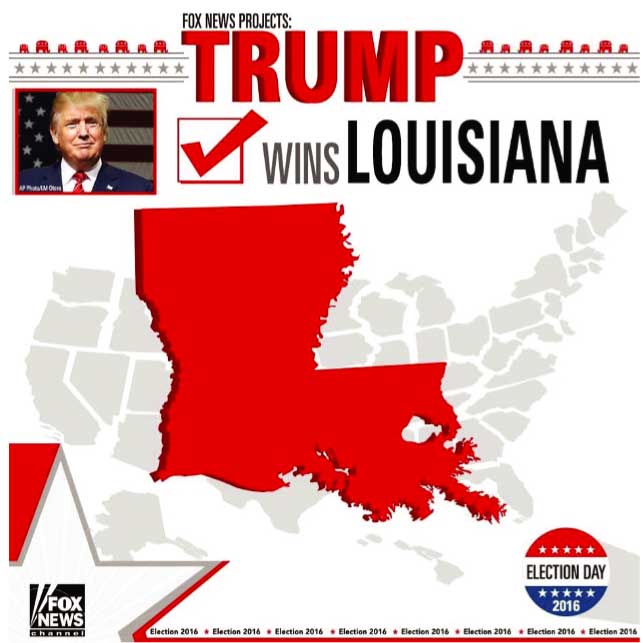 FOX NEWS PROJECTS:
TRUMP
WINS LOUISIANA
AP Photo/LM Otero
ELECTION DAY
2016
FOX
NEWS
channel
Election 2016 ★ Election 2016 ★ Election 2016 ★ Election 2016 ★ Election 2016 ★ Election 2016 ★ Election 2016 ★ Election 2016